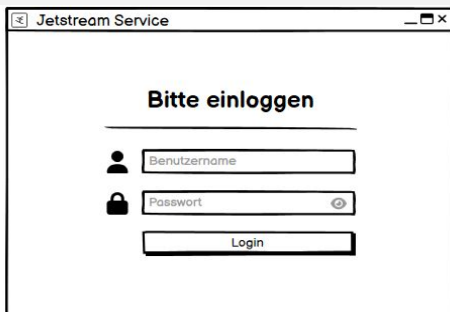 Jetstream Service
Bitte einloggen
Benutzername
Passwort
Login